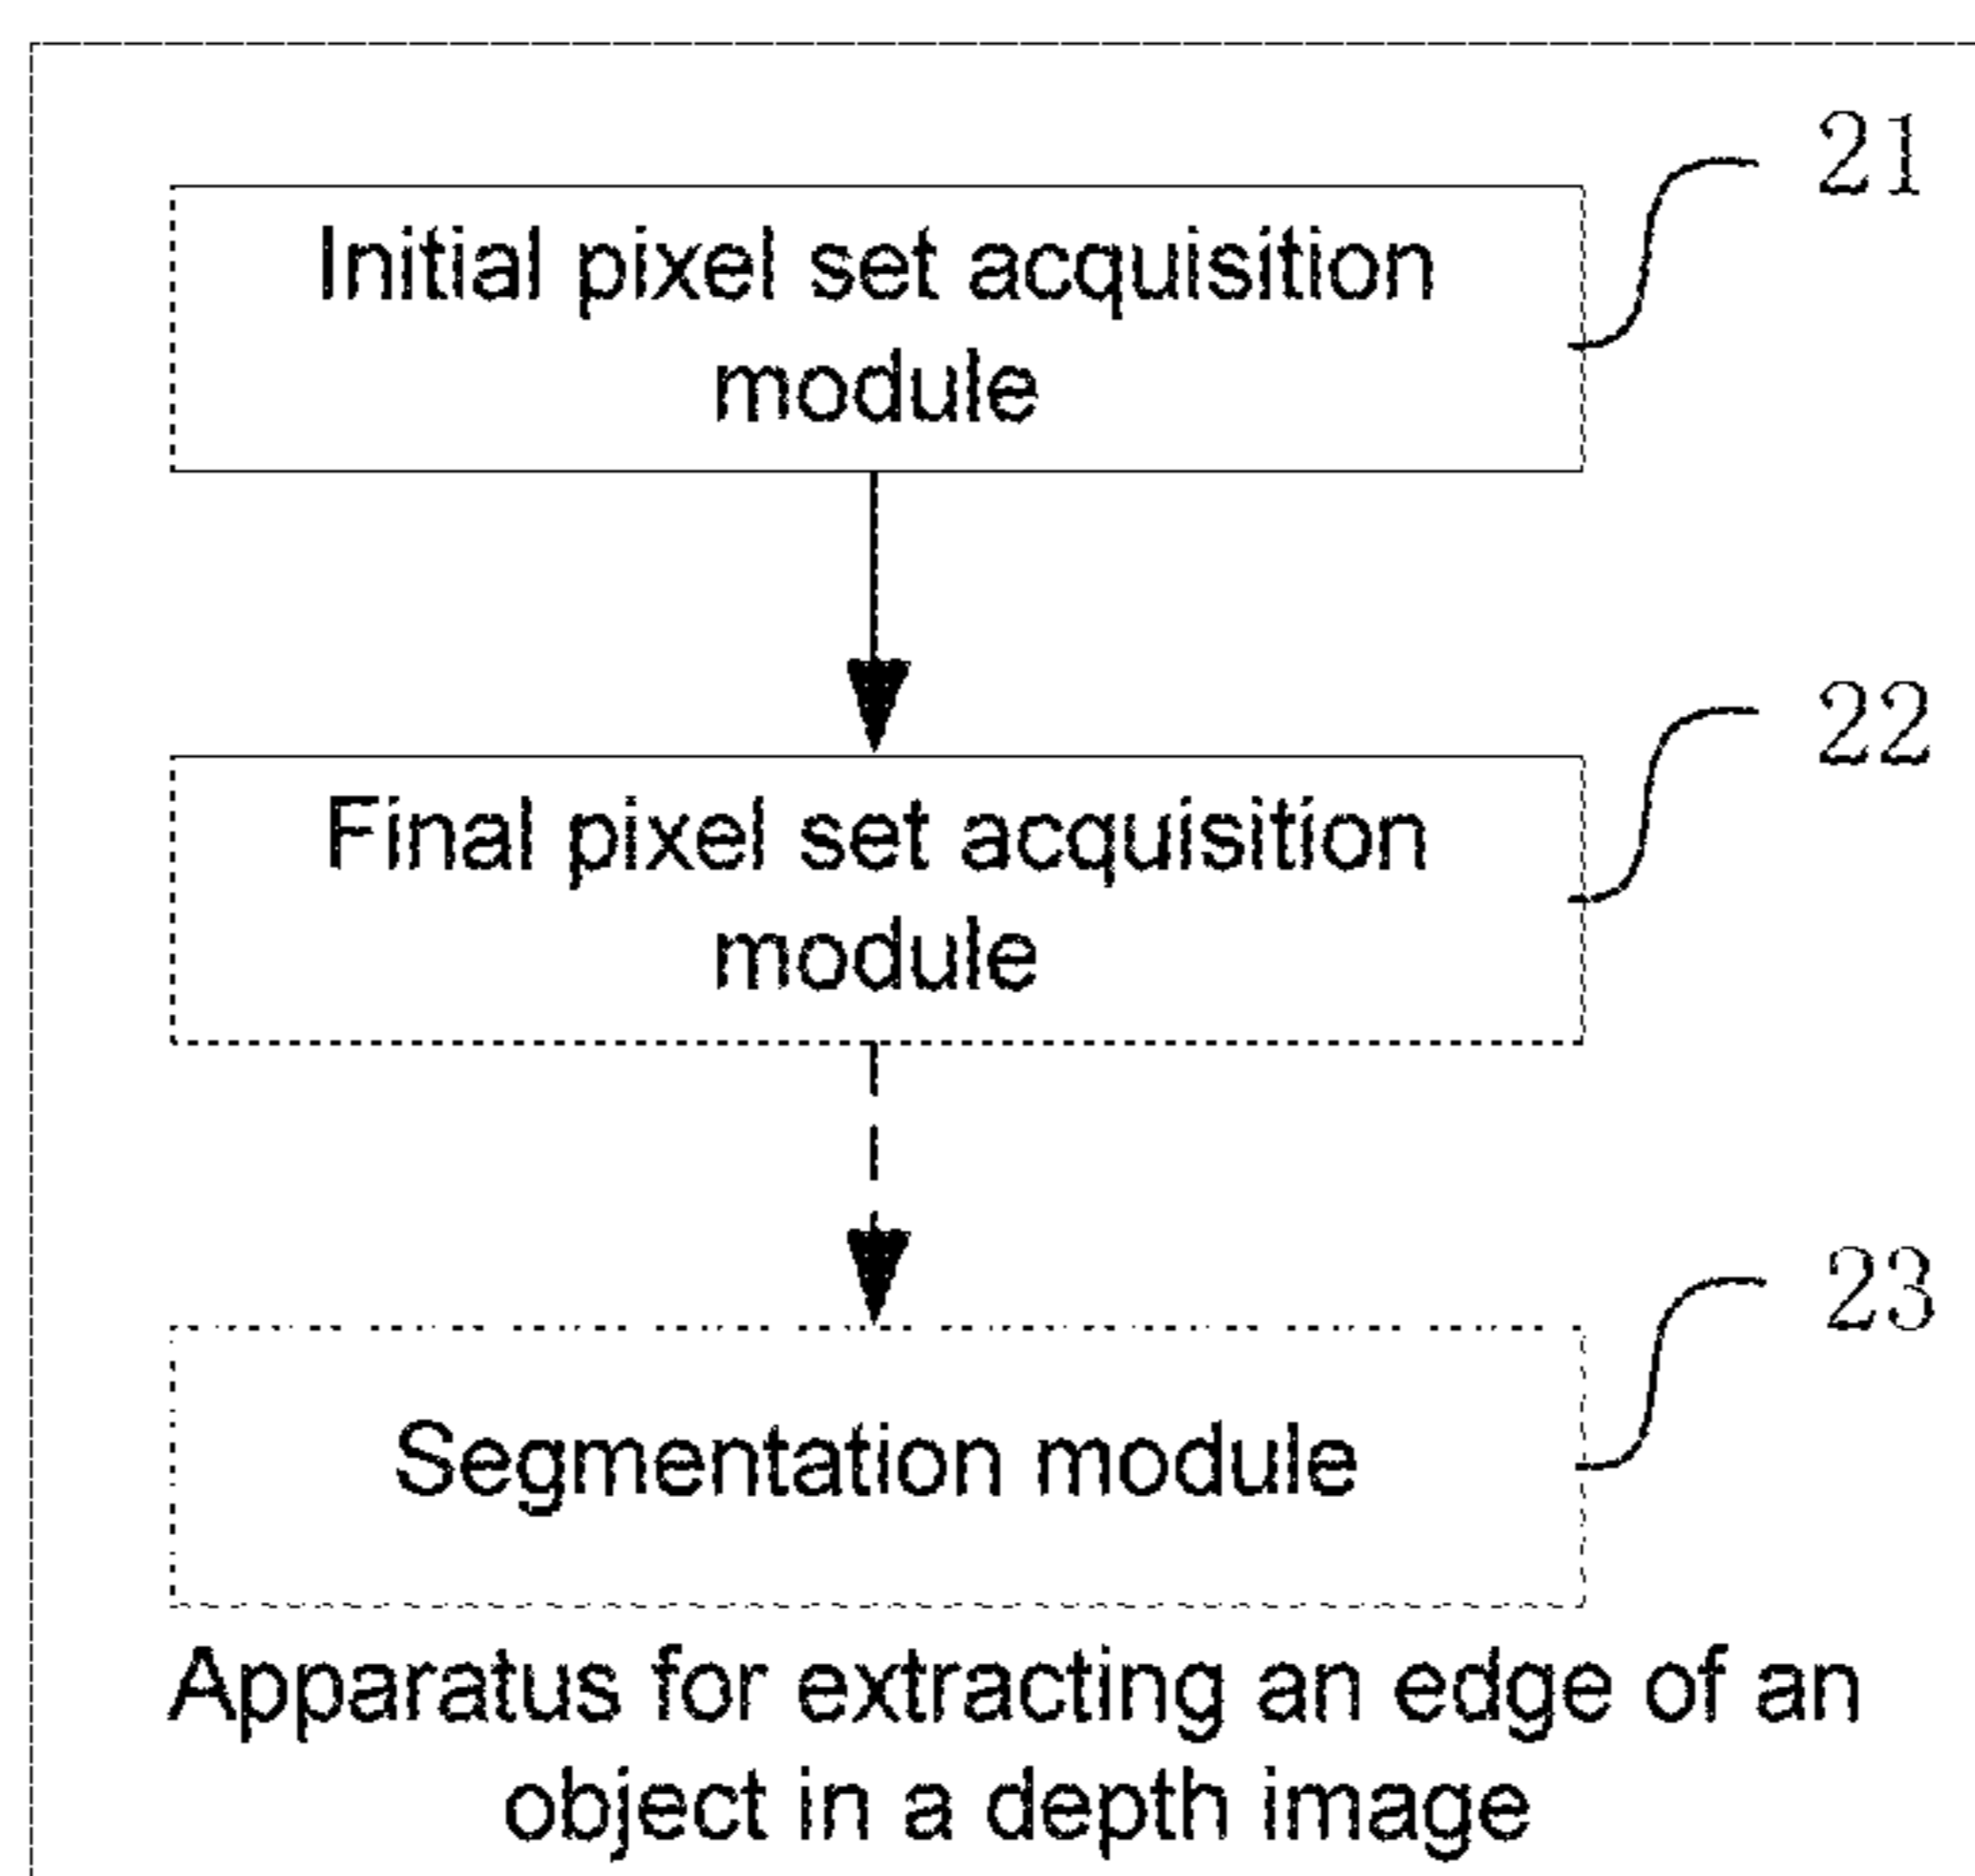 21
Initial pixel set acquisition
module
22
Final pixel set acquisition
module
23
Segmentation module
Apparatus for extracting an edge of an
object in a depth image